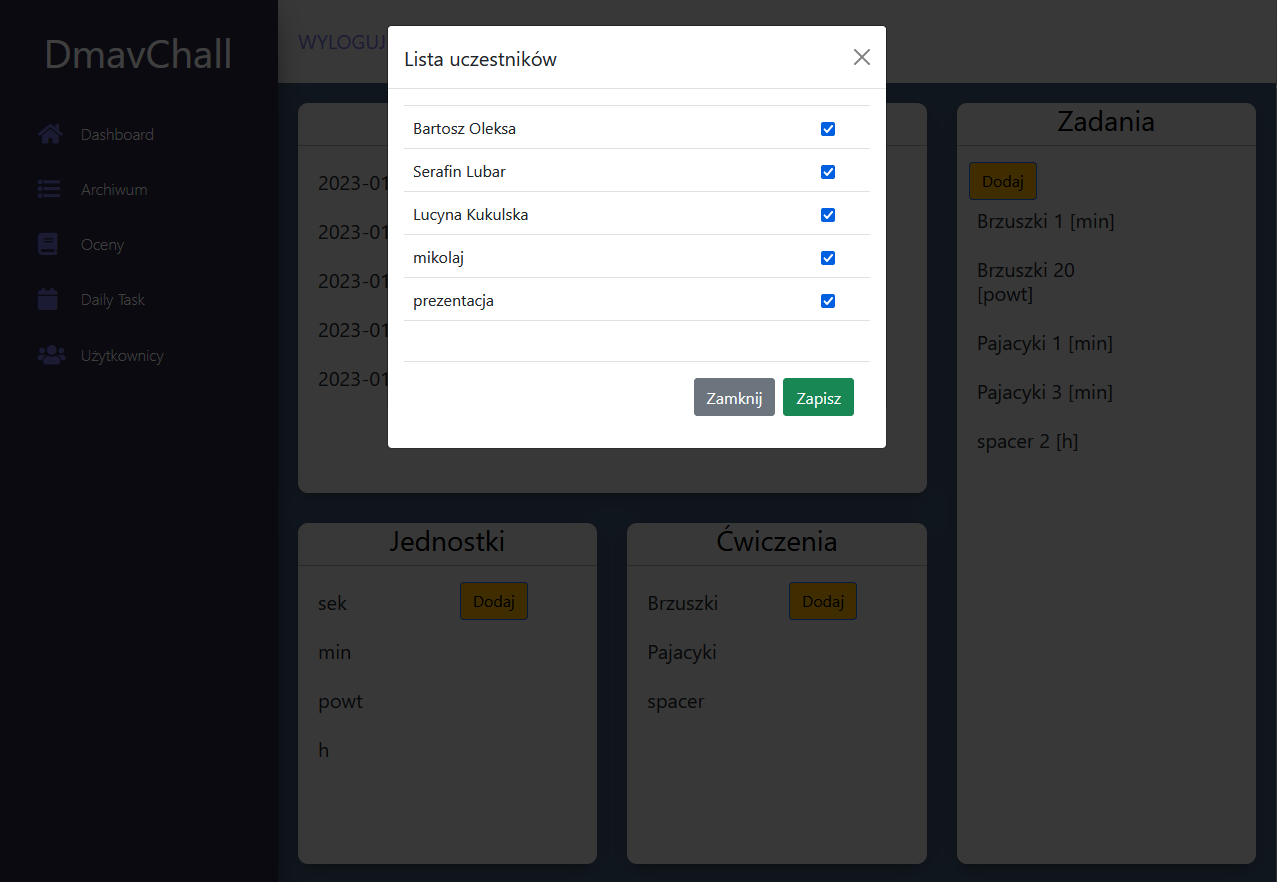 DmavChall
Dashboard
Archiwum
Oceny
Daily Task
Użytkownicy
WYLOGUJ
Lista uczestników
Bartosz Oleksa
Serafin Lubar
Lucyna Kukulska
mikolaj
prezentacja
Zamknij
Zapisz
2023-01
2023-01
2023-01
2023-01
2023-01
Zadania
Dodaj
Brzuszki 1 [min]
Brzuszki 20
[powt]
Pajacyki 1 [min]
Pajacyki 3 [min]
spacer 2 [h]
Jednostki
sek
Dodaj
min
powt
h
Ćwiczenia
Brzuszki
Dodaj
Pajacyki
spacer